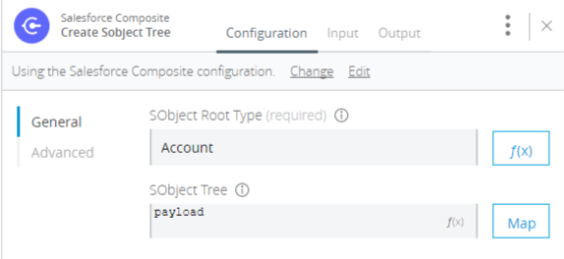 Salesforce Composite
Create Sobject Tree
Configuration Input Output
Using the Salesforce Composite configuration. Change Edit
General
Advanced
SObject Root Type (required)
Account
f(x)
SObject Tree
payload
f(x)
Map